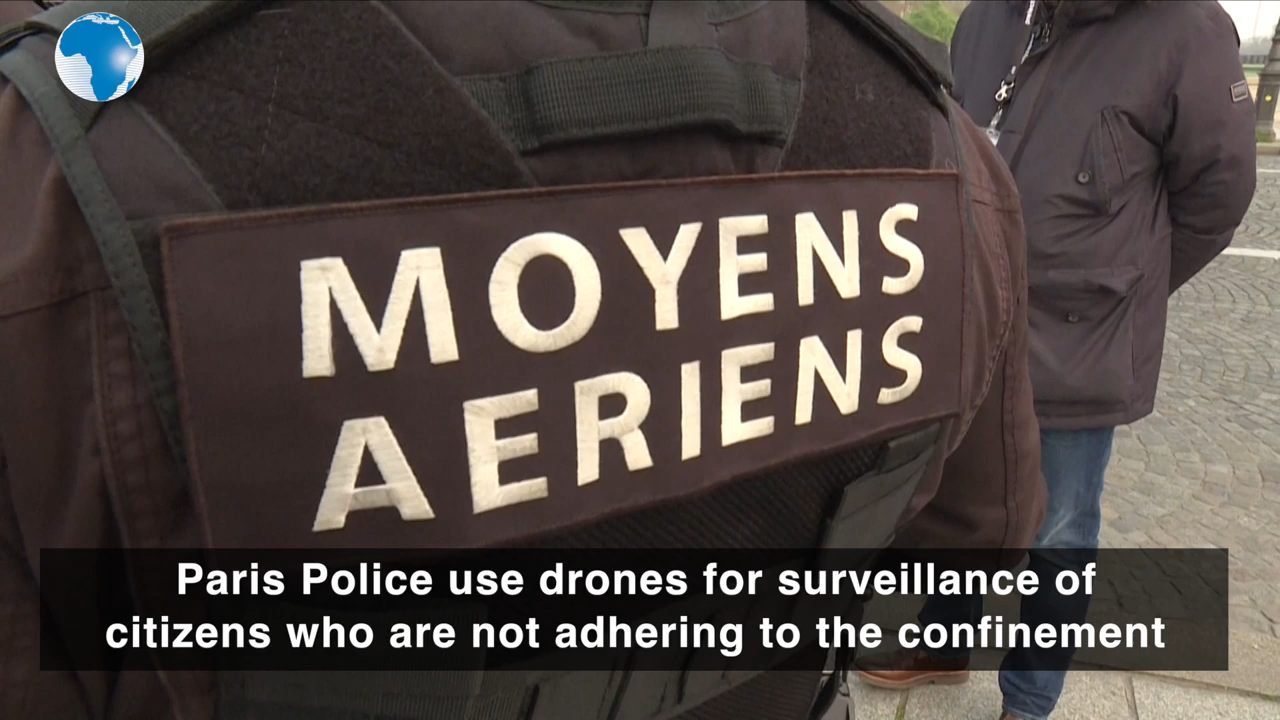 MOYENS
AERIENS
Paris Police use drones for surveillance of
citizens who are not adhering to the confinement